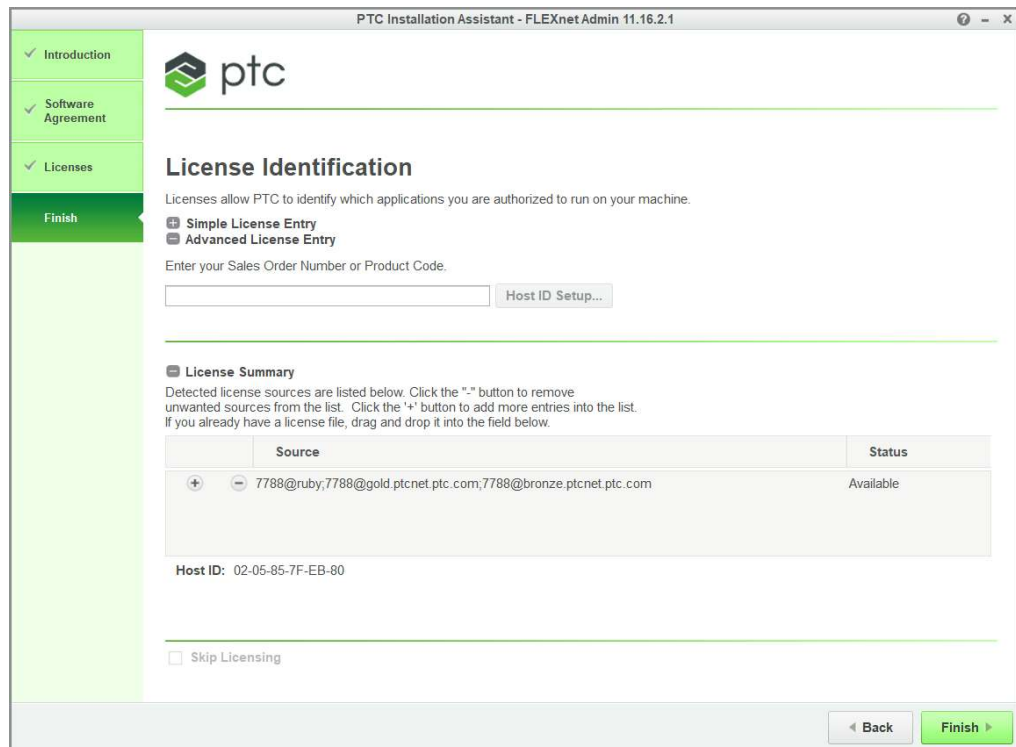 PTC Installation Assistant - FLEXnet Admin 11.16.2.1
Introduction
Software
Agreement
Licenses
Finish
ptc
License Identification
Licenses allow PTC to identify which applications you are authorized to run on your machine.
Simple License Entry
Advanced License Entry
Enter your Sales Order Number or Product Code.
Host ID Setup...
License Summary
Detected license sources are listed below. Click the "-" button to remove
unwanted sources from the list. Click the '+' button to add more entries into the list.
If you already have a license file, drag and drop it into the field below.
Source Status
7788@ruby;7788@gold.ptcnet.ptc.com;7788@bronze.ptcnet.ptc.com Available
Host ID: 02-05-85-7F-EB-80
Skip Licensing
Back Finish